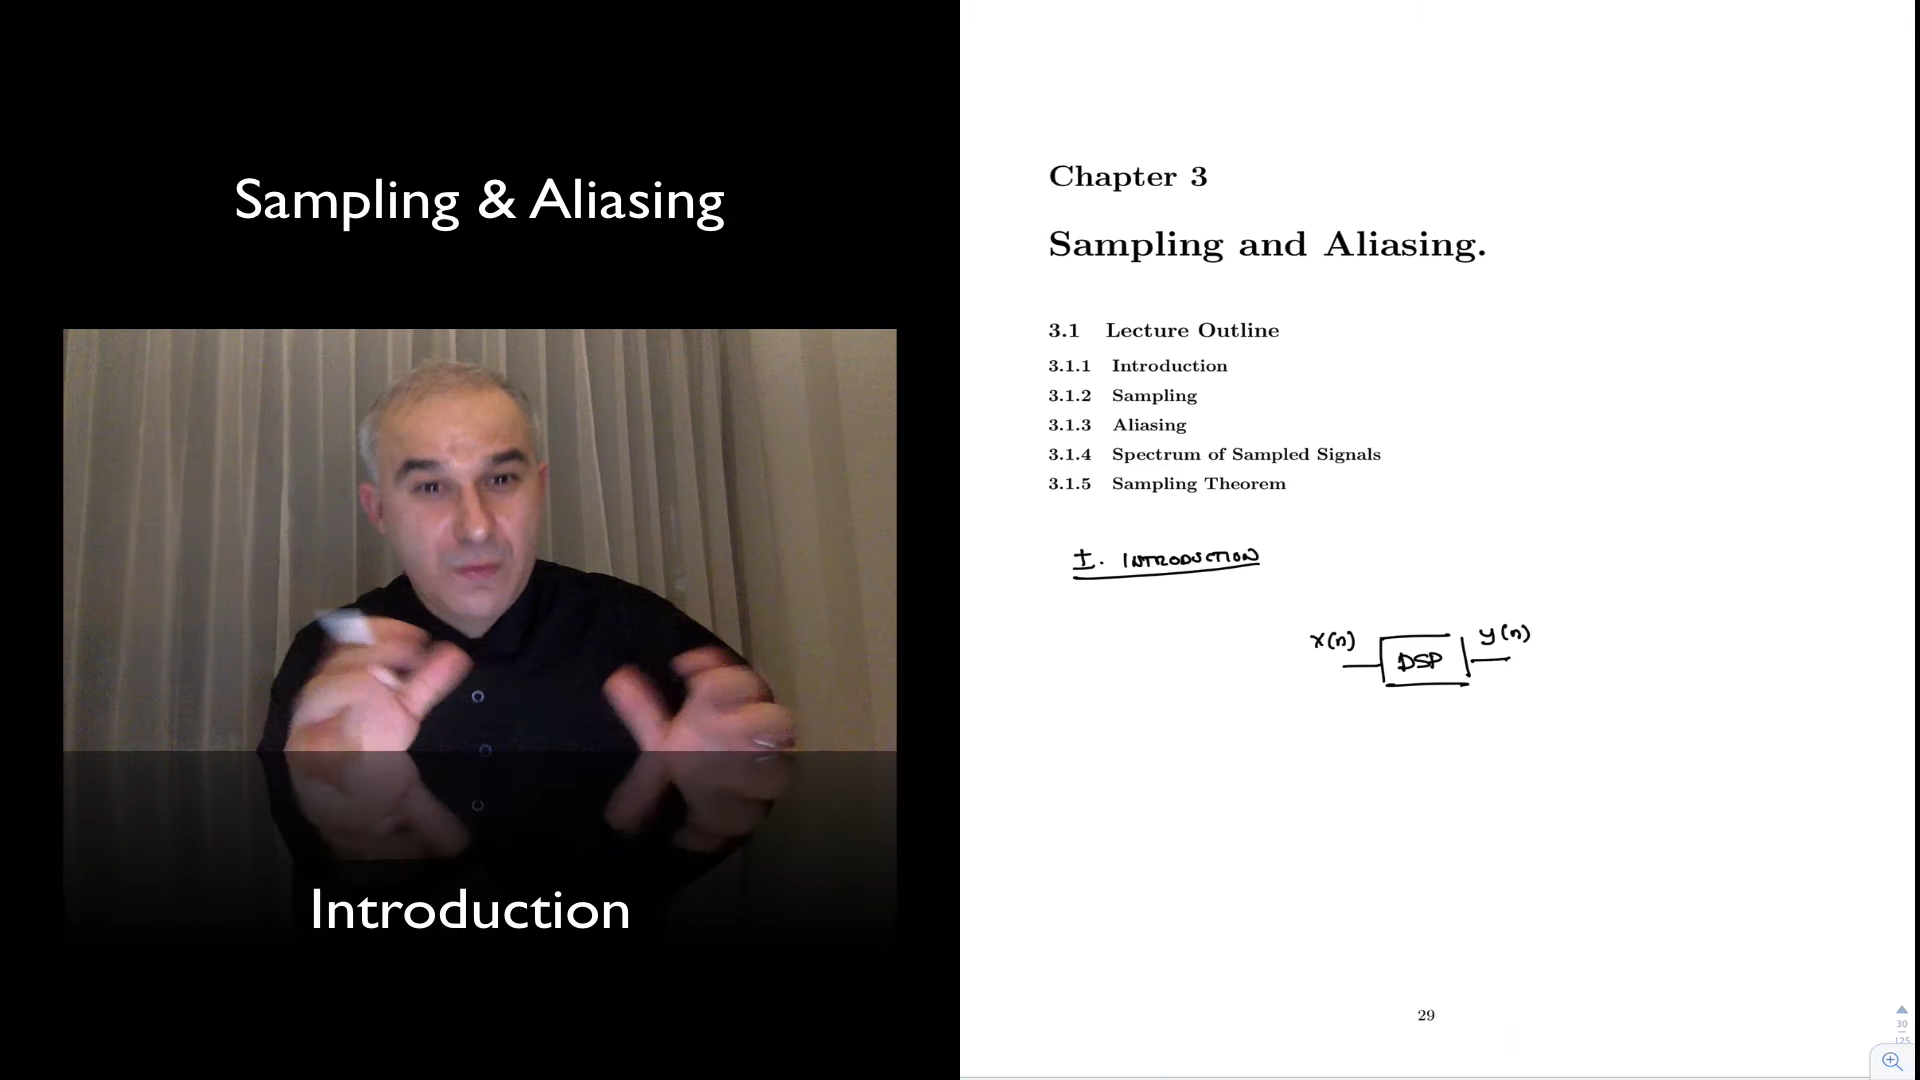 Sampling & Aliasing
Introduction
Chapter 3
Sampling and Aliasing.
3.1 Lecture Outline
3.1.1 Introduction
3.1.2 Sampling
3.1.3 Aliasing
3.1.4 Spectrum of Sampled Signals
3.1.5 Sampling Theorem
I. INTRODUCTION
x(n) DSP y(n)
29
30
125